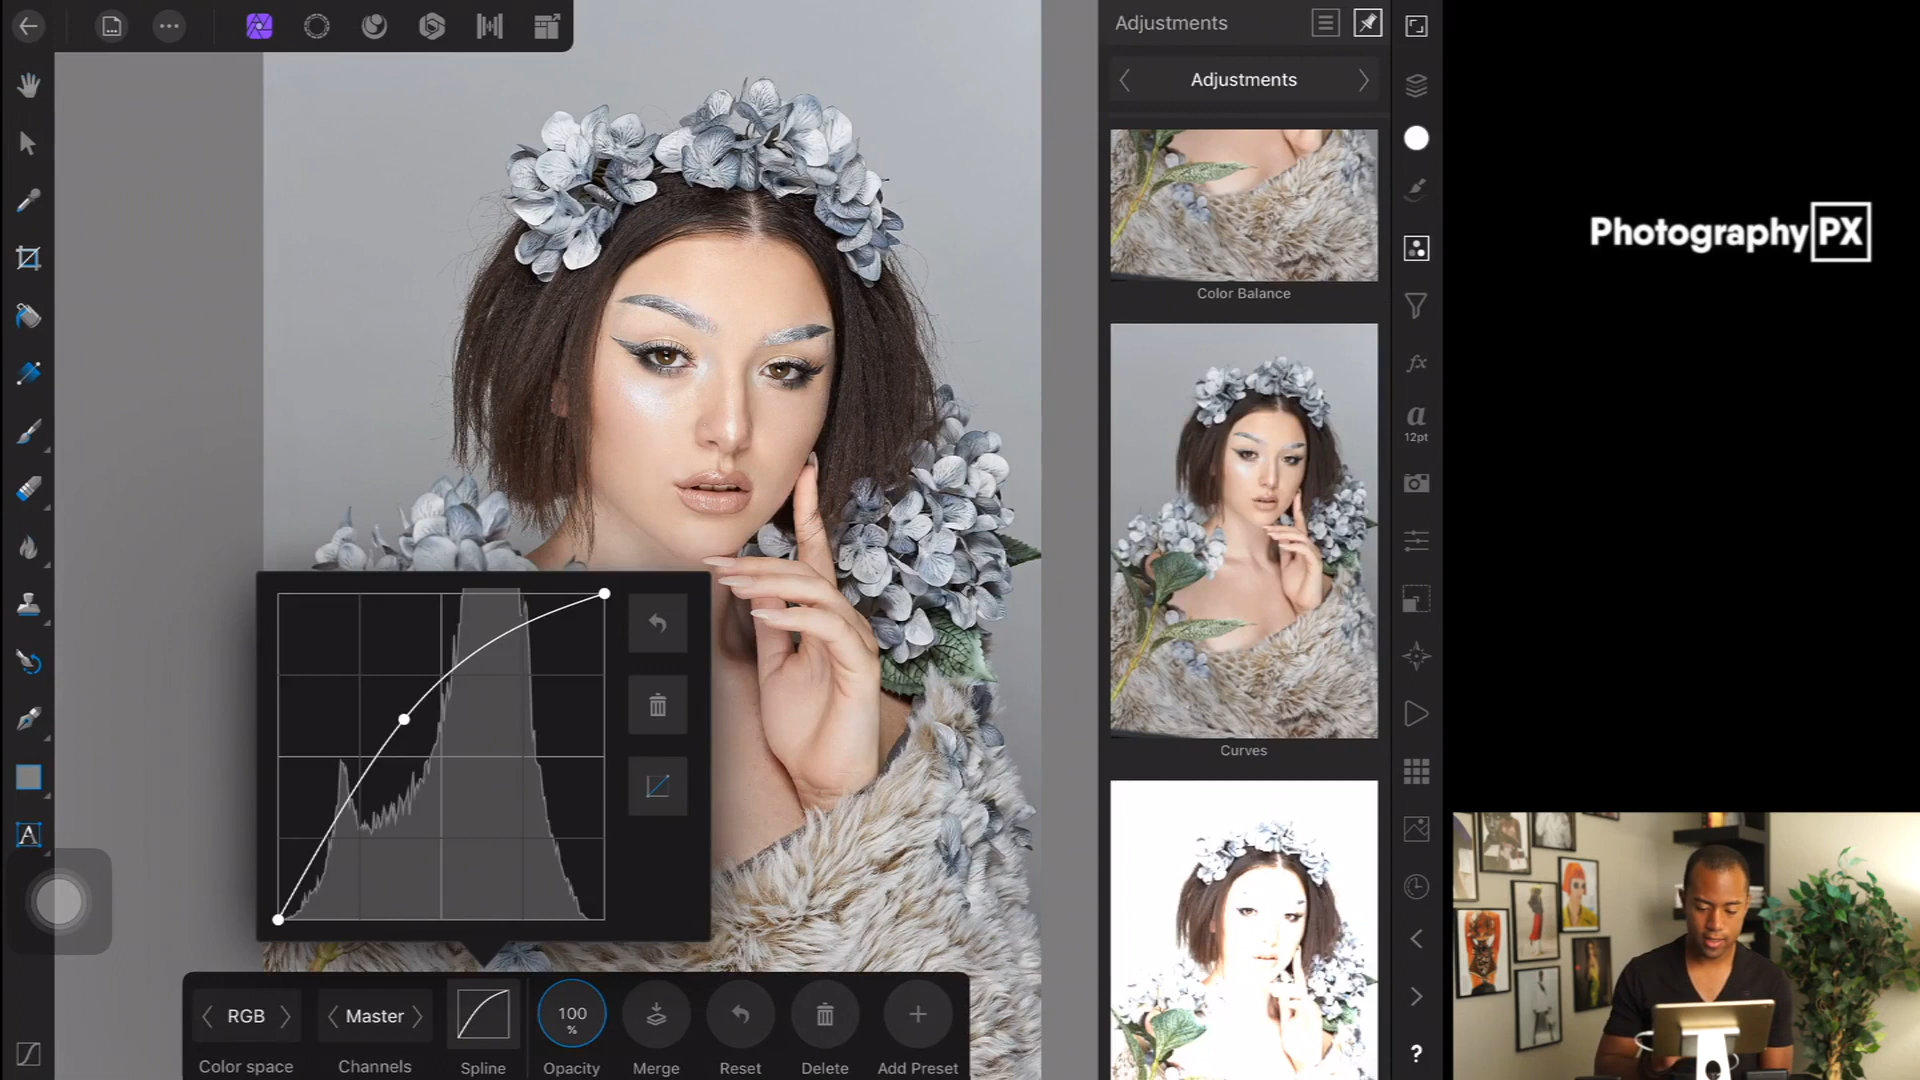 Adjustments
Adjustments
Color Balance
Curves
a
12pt
fx
?
A
PhotographyPX
RGB
Master
100
%
Color space
Channels
Spline
Opacity
Merge
Reset
Delete
Add Preset